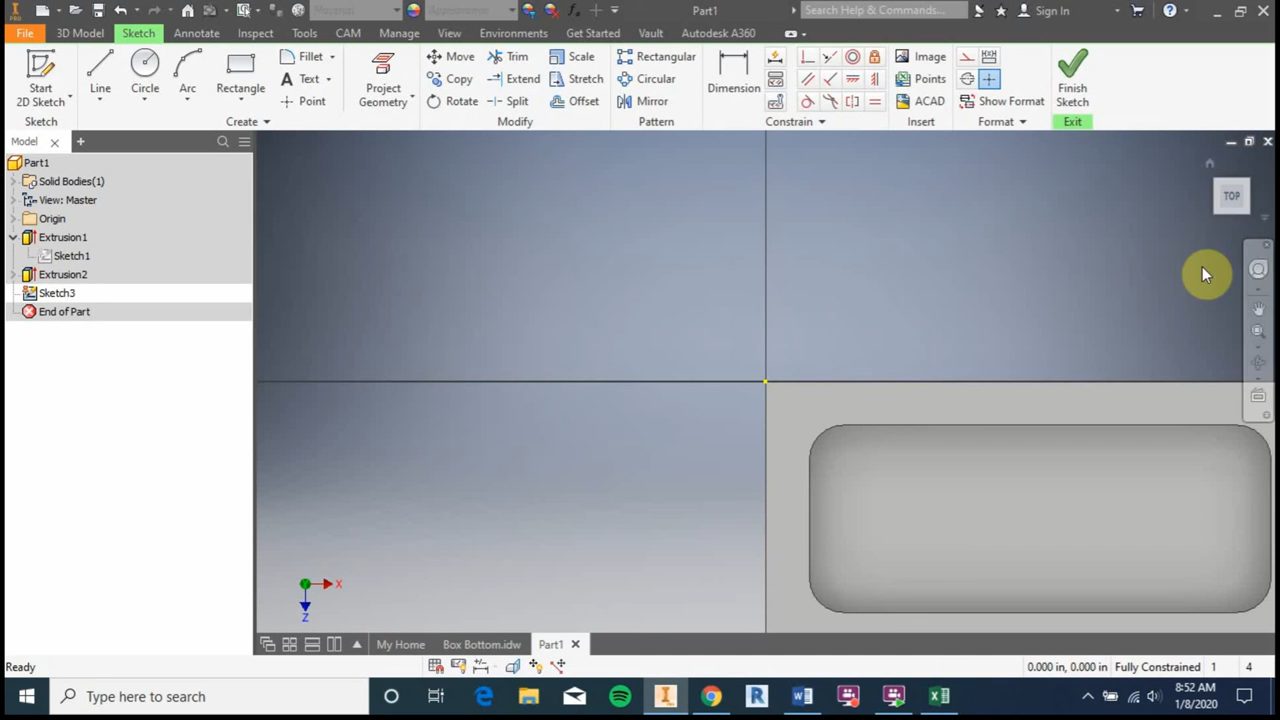 PRO
Material
Appearance
Part1
Search Help & Commands...
Sign In
File
3D Model
Sketch
Annotate
Inspect
Tools
CAM
Manage
View
Environments
Get Started
Vault
Autodesk A360
Start
2D Sketch
Line
Circle
Arc
Rectangle
Fillet
Text
Point
Project
Geometry
Move
Copy
Rotate
Trim
Extend
Split
Scale
Stretch
Offset
Rectangular
Circular
Mirror
Dimension
Image
Points
ACAD
Show Format
Finish
Sketch
Sketch
Create
Modify
Pattern
Constrain
Insert
Format
Exit
Model
Part1
Solid Bodies(1)
View: Master
Origin
Extrusion1
Sketch1
Extrusion2
Sketch3
End of Part
TOP
X
Z
My Home
Box Bottom.idw
Part1
Ready
0.000 in, 0.000 in
Fully Constrained
1
4
Type here to search
8:52 AM
1/8/2020